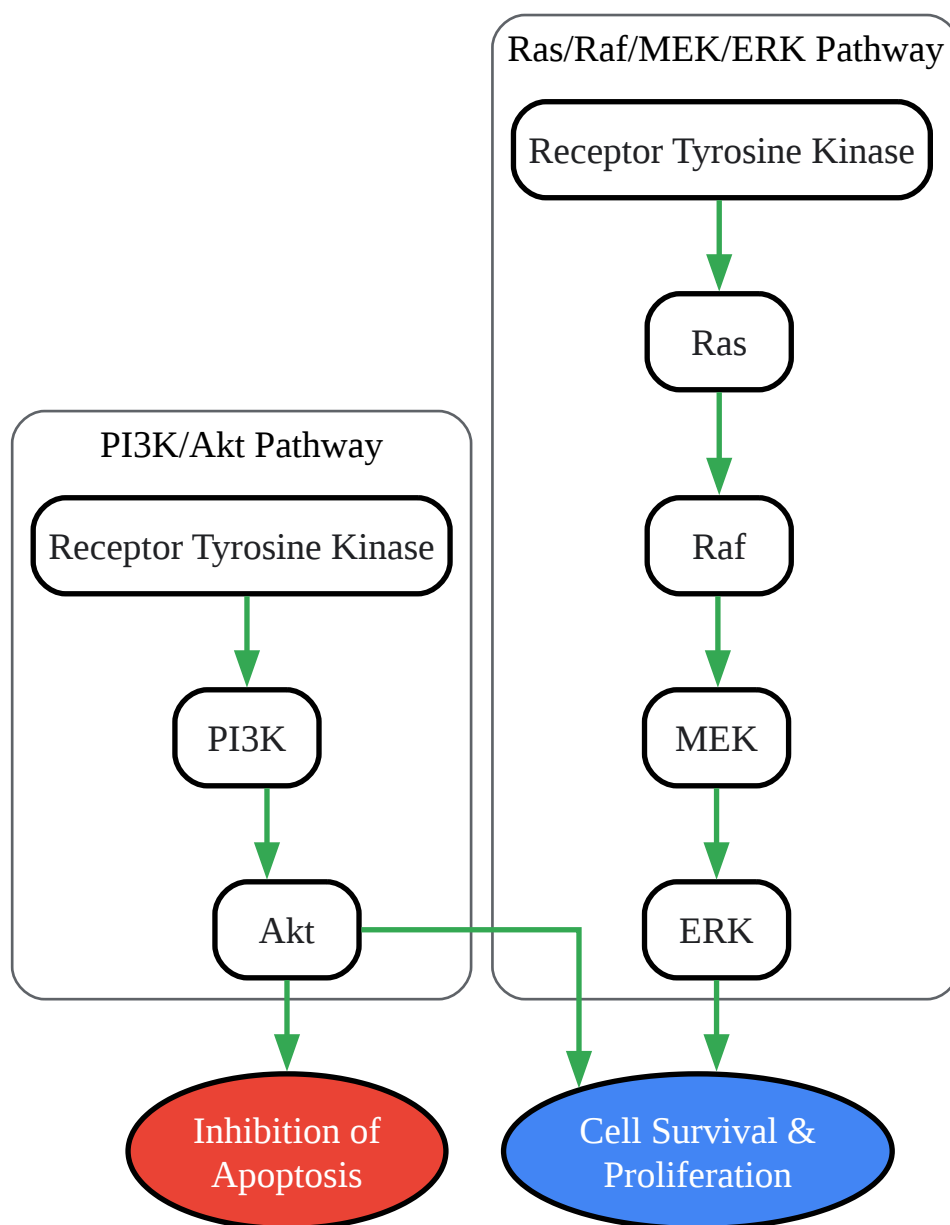 Ras/Raf/MEK/ERK Pathway
Receptor Tyrosine Kinase
Ras
Raf
MEK
ERK
PI3K/Akt Pathway
Receptor Tyrosine Kinase
PI3K
Akt
Inhibition of
Apoptosis
Cell Survival &
Proliferation